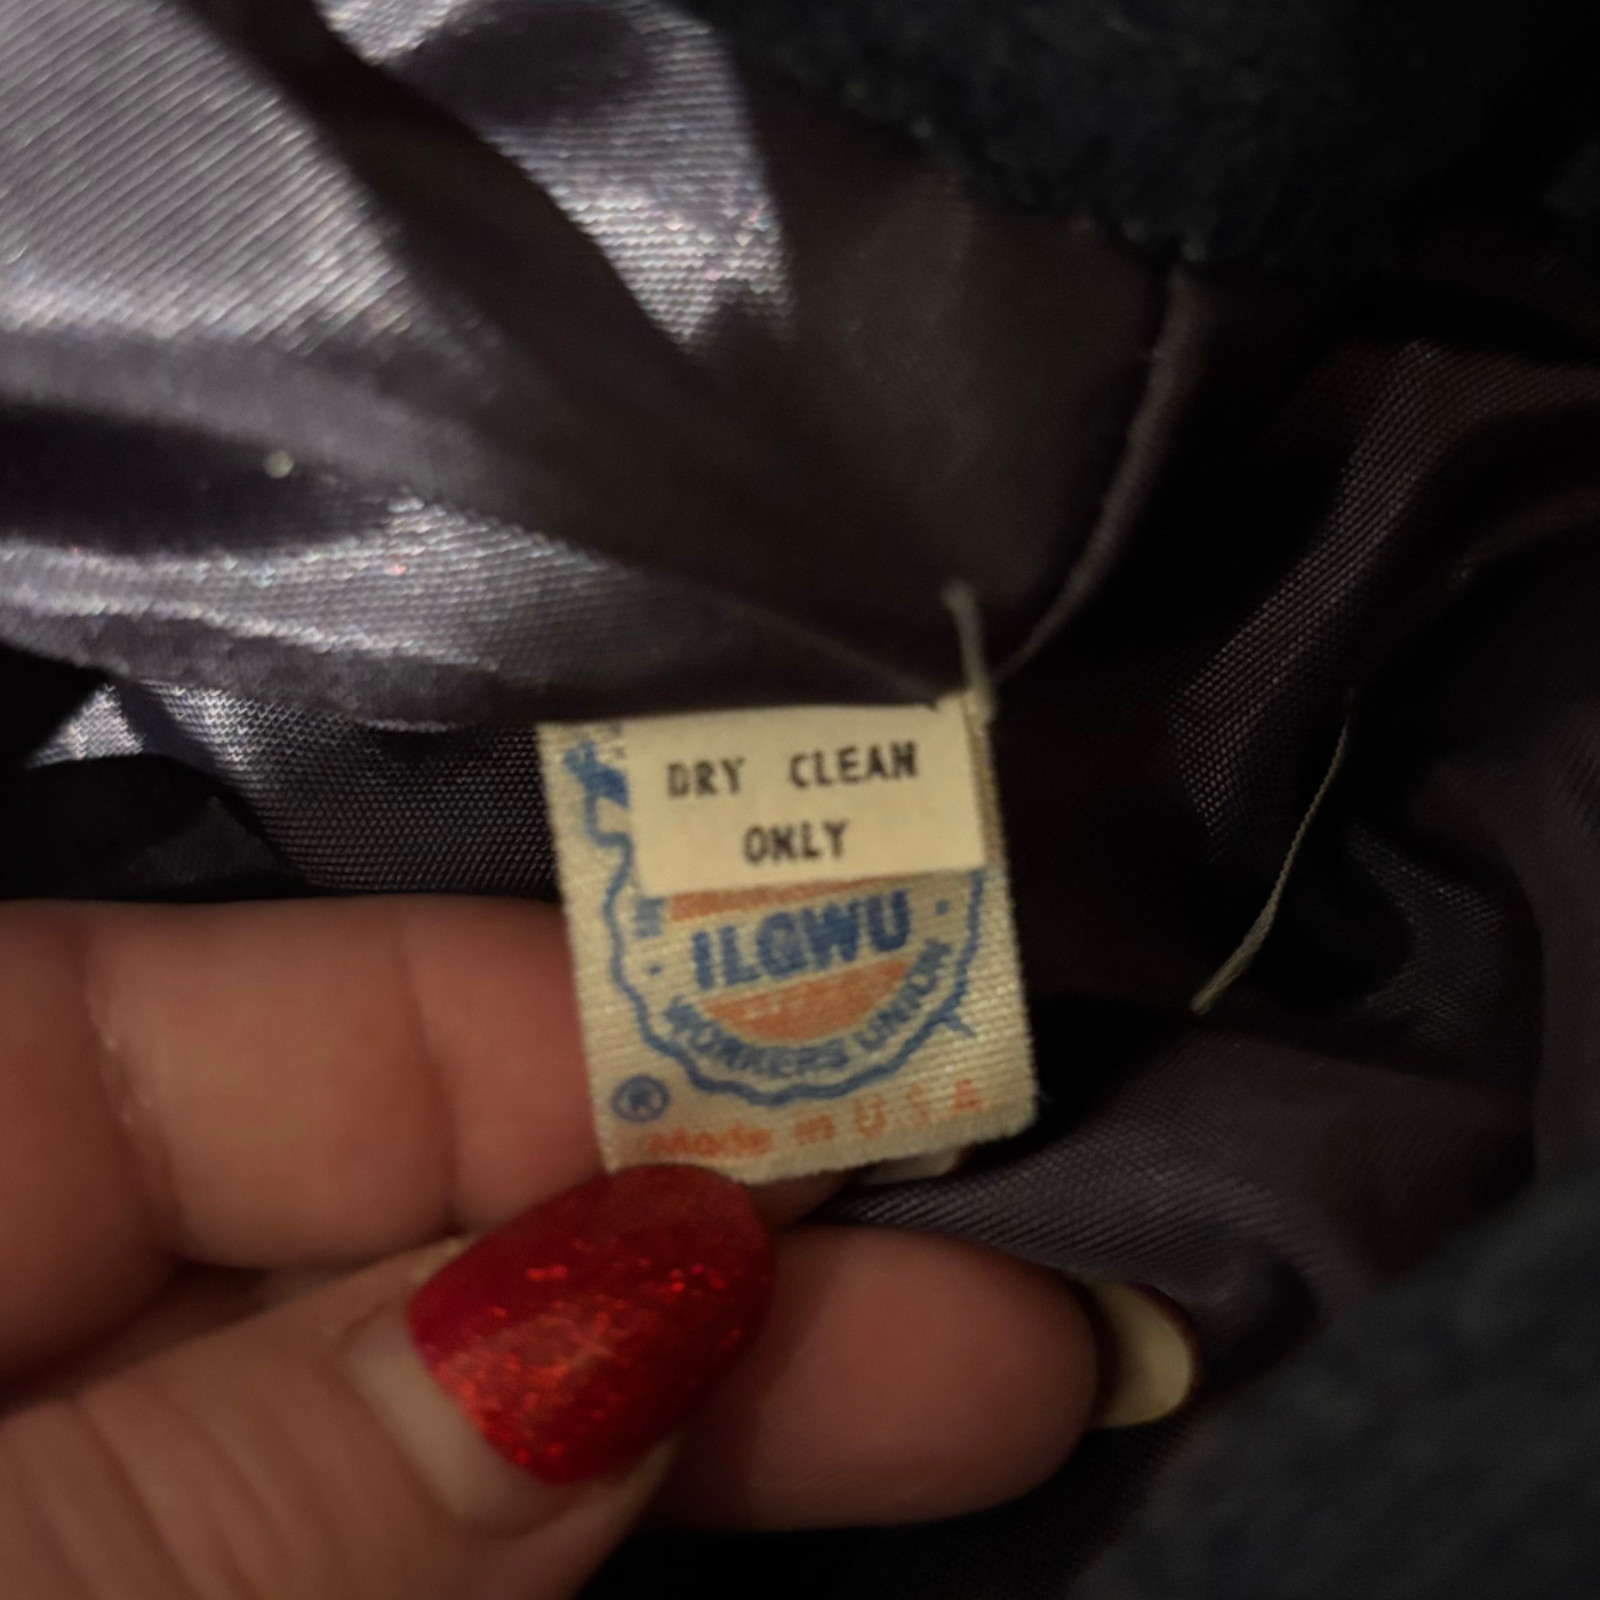 DRY CLEAN
ONLY
ILGWU
WORKERS UNION
®
Made in U.S.A.